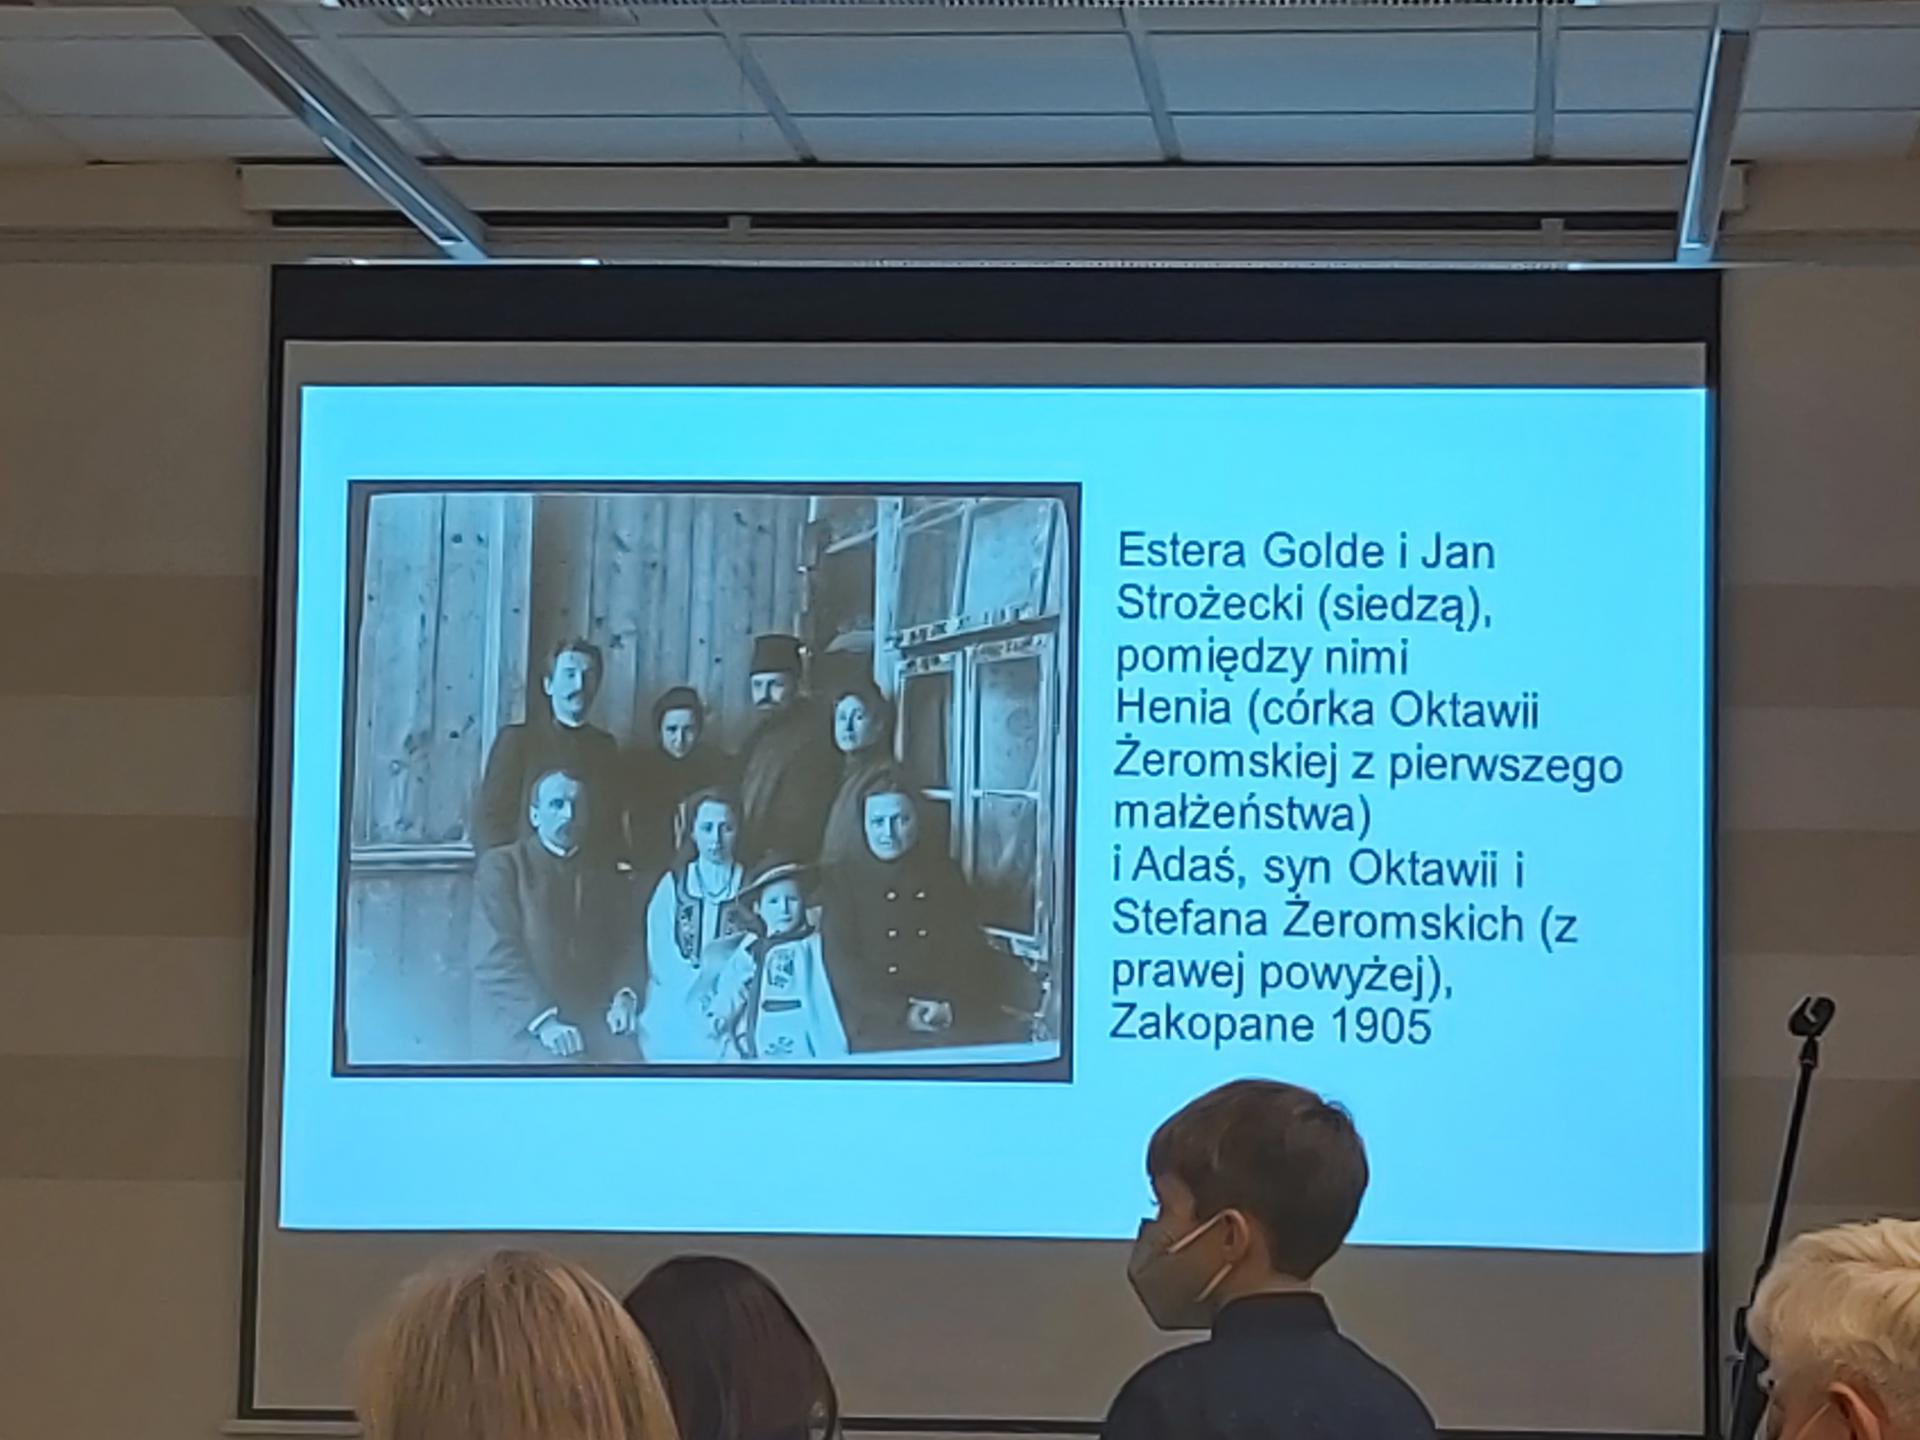 Estera Golde i Jan
Strożecki (siedzą),
pomiędzy nimi
Henia (córka Oktawii
Żeromskiej z pierwszego
małżeństwa)
i Adaś, syn Oktawii i
Stefana Żeromskich (z
prawej powyżej),
Zakopane 1905